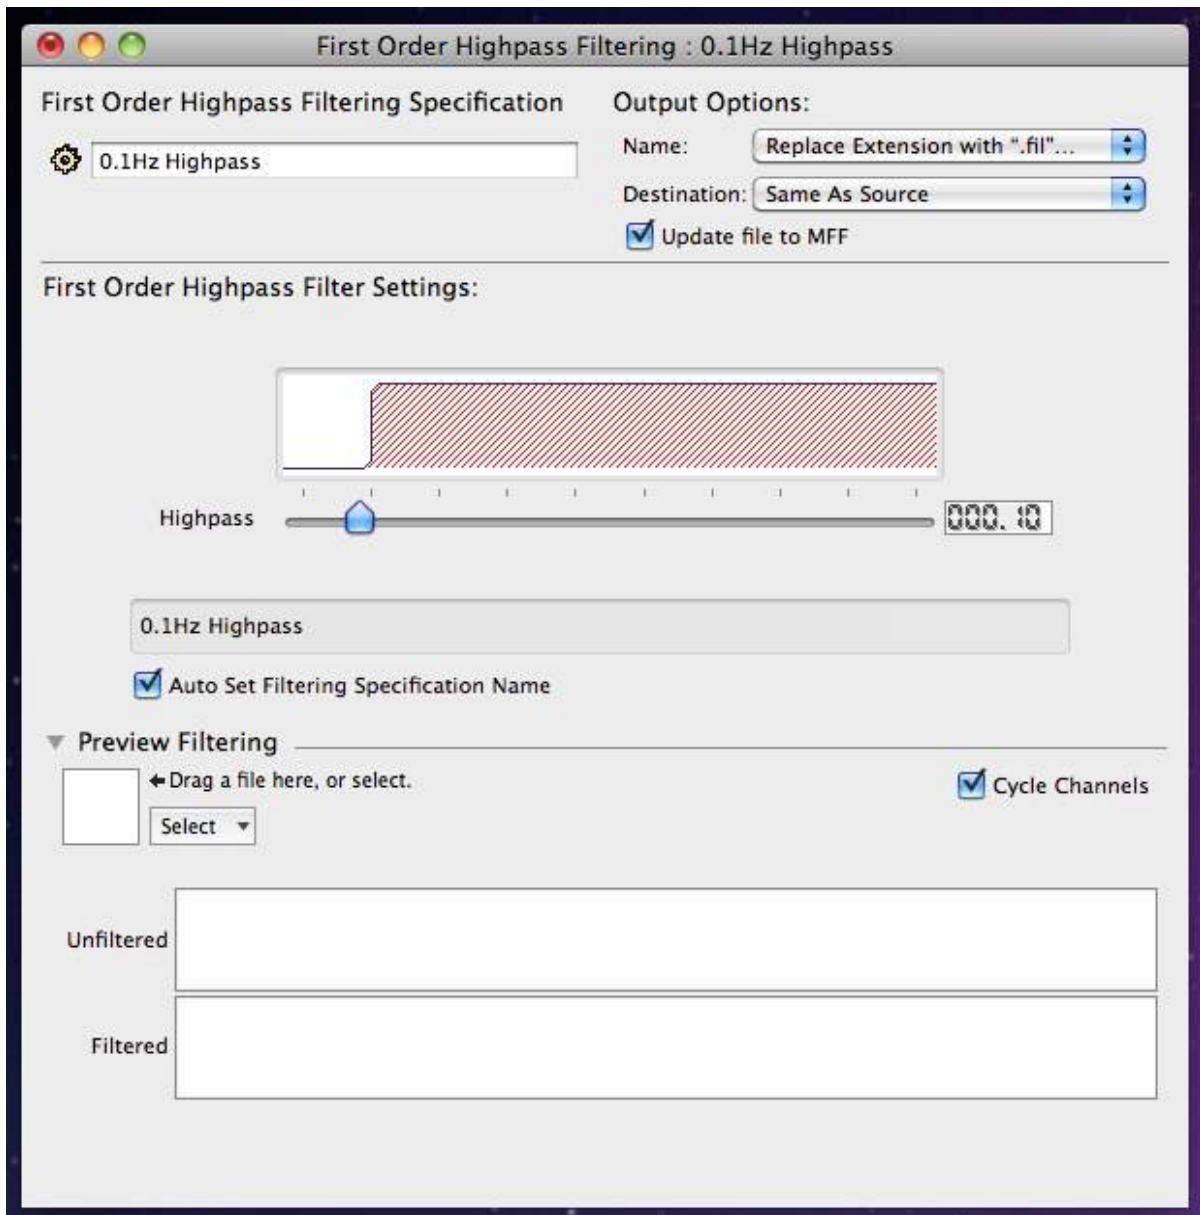 First Order Highpass Filtering : 0.1Hz Highpass
First Order Highpass Filtering Specification
0.1Hz Highpass
Output Options:
Name: Replace Extension with ".fil"...
Destination: Same As Source
Update file to MFF
First Order Highpass Filter Settings:
Highpass 000.10
0.1Hz Highpass
Auto Set Filtering Specification Name
Preview Filtering
Drag a file here, or select.
Select
Cycle Channels
Unfiltered
Filtered